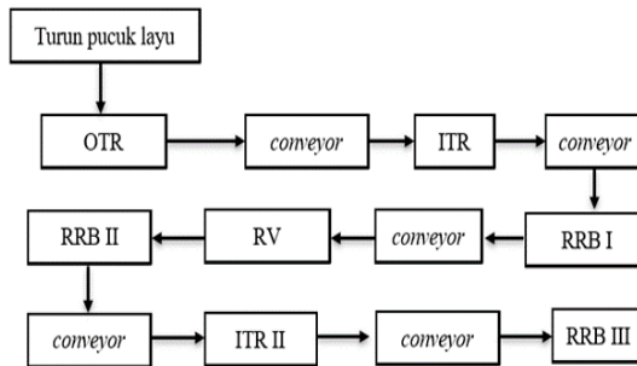 Turun pucuk layu
OTR
conveyor
ITR
conveyor
RRB I
conveyor
RV
RRB II
conveyor
ITR II
conveyor
RRB III